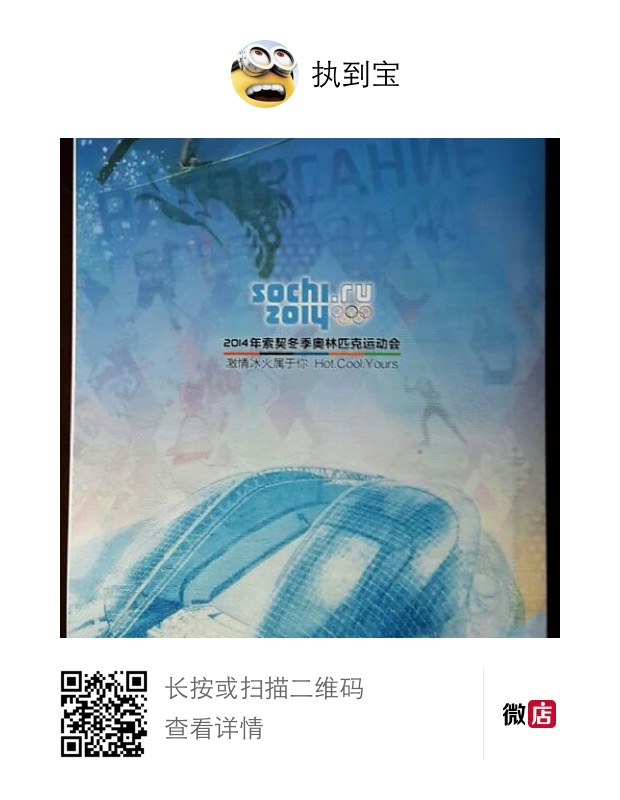 执到宝
sochi.ru
2014
2014年索契冬季奥林匹克运动会
激情冰火属于你 Hot.Cool.Yours
长按或扫描二维码
查看详情
微店